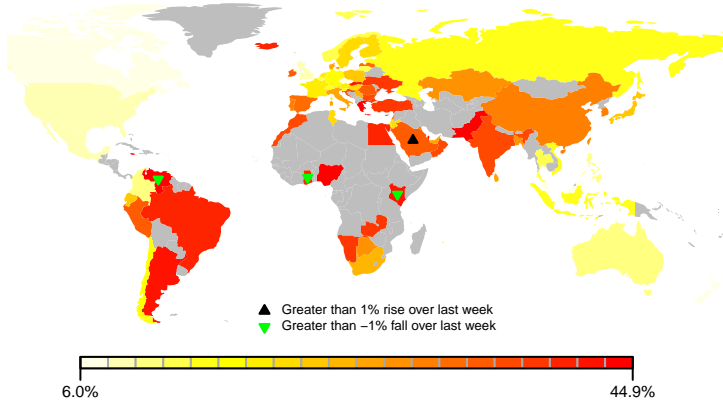 Greater than 1% rise over last week
Greater than −1% fall over last week
6.0%
44.9%